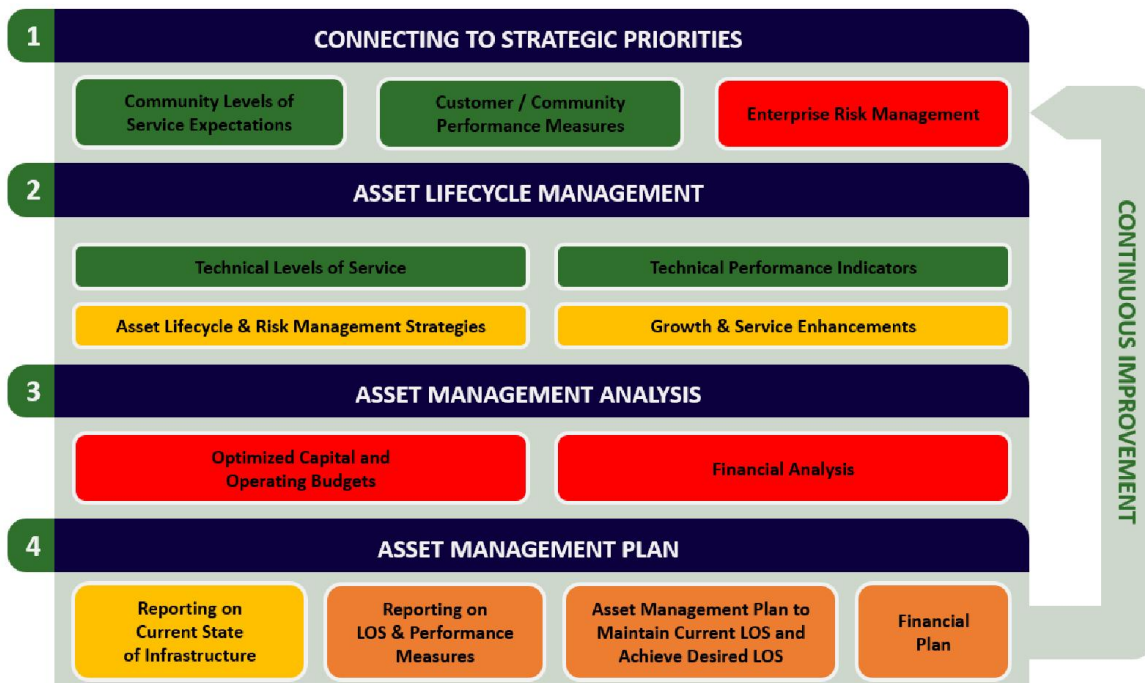 1
CONNECTING TO STRATEGIC PRIORITIES
Community Levels of
Service Expectations
Customer / Community
Performance Measures
Enterprise Risk Management
2
ASSET LIFECYCLE MANAGEMENT
Technical Levels of Service
Technical Performance Indicators
Asset Lifecycle & Risk Management Strategies
Growth & Service Enhancements
3
ASSET MANAGEMENT ANALYSIS
Optimized Capital and
Operating Budgets
Financial Analysis
4
ASSET MANAGEMENT PLAN
Reporting on
Current State
of Infrastructure
Reporting on
LOS & Performance
Measures
Asset Management Plan to
Maintain Current LOS and
Achieve Desired LOS
Financial
Plan
CONTINUOUS IMPROVEMENT